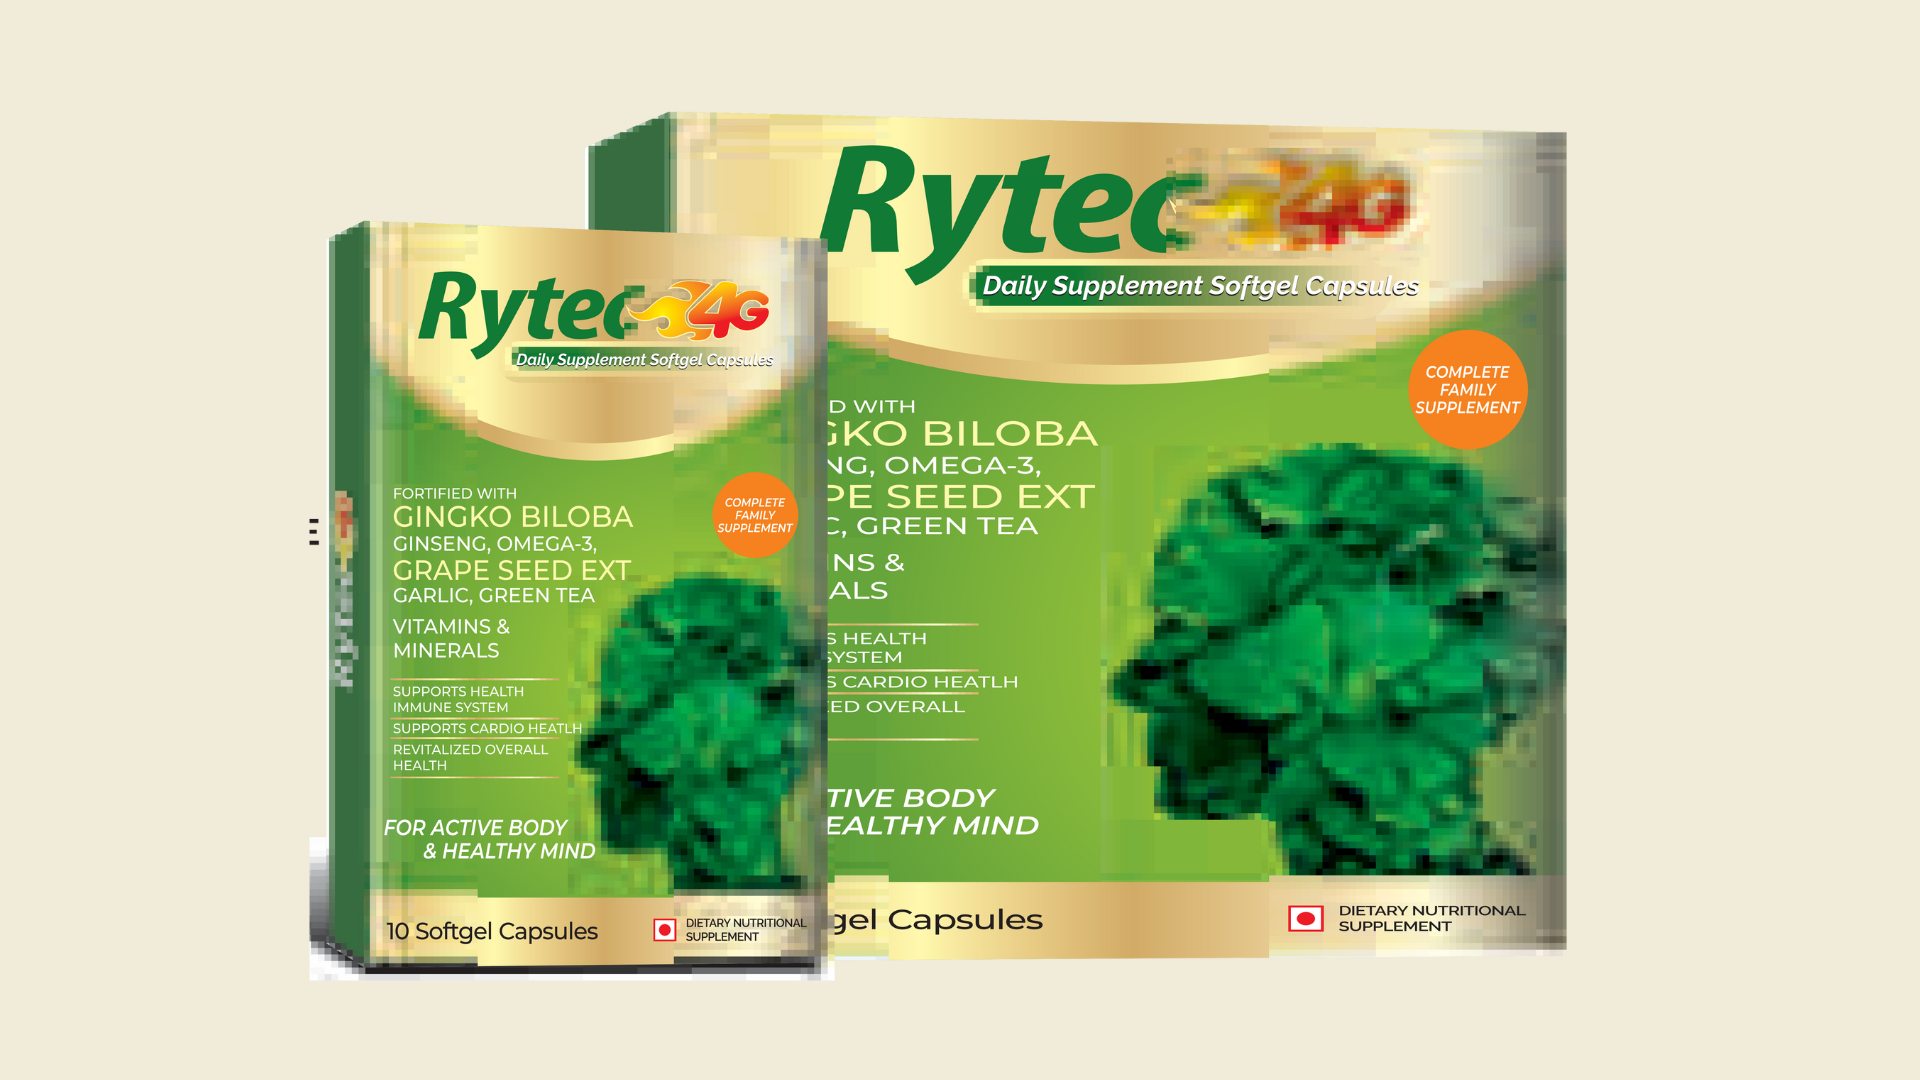 Rytec 4G
Daily Supplement Softgel Capsules
FORTIFIED WITH
GINGKO BILOBA
GINSENG, OMEGA-3,
GRAPE SEED EXT
GARLIC, GREEN TEA
VITAMINS &
MINERALS
SUPPORTS HEALTH
IMMUNE SYSTEM
SUPPORTS CARDIO HEATLH
REVITALIZED OVERALL
HEALTH
FOR ACTIVE BODY
& HEALTHY MIND
COMPLETE
FAMILY
SUPPLEMENT
10 Softgel Capsules
DIETARY NUTRITIONAL
SUPPLEMENT
Rytec 4G
Daily Supplement Softgel Capsules
COMPLETE
FAMILY
SUPPLEMENT
D WITH
GKO BILOBA
NG, OMEGA-3,
PE SEED EXT
C, GREEN TEA
INS &
ALS
S HEALTH
SYSTEM
S CARDIO HEATLH
ED OVERALL
TIVE BODY
EALTHY MIND
gel Capsules
DIETARY NUTRITIONAL
SUPPLEMENT